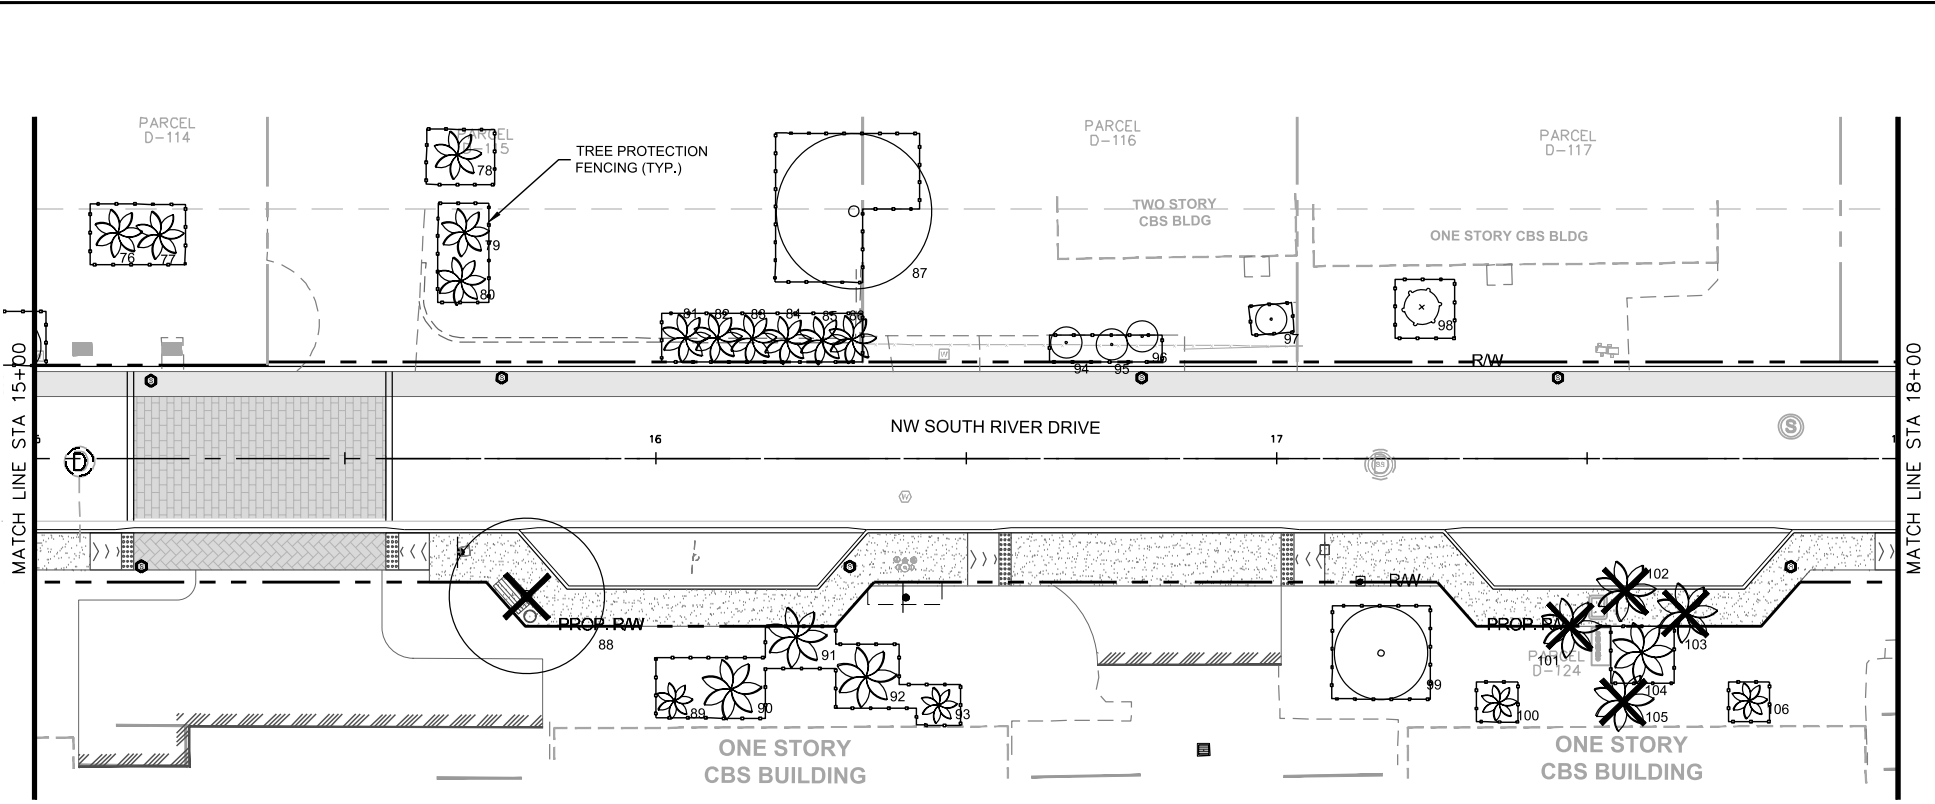 PARCEL
D-114
PARCEL
D-115
TREE PROTECTION
FENCING (TYP.)
PARCEL
D-116
PARCEL
D-117
78
TWO STORY
CBS BLDG
ONE STORY CBS BLDG
76
77
79
80
87
81
82
83
84
85
86
97
98
94
95
96
W
R/W
MATCH LINE STA 15+00
MATCH LINE STA 18+00
NW SOUTH RIVER DRIVE
16
17
S
D
SS
W
R/W
PROP. R/W
88
91
89
90
92
93
99
PROP. R/W
101
102
103
PARCEL
D-124
104
100
105
106
ONE STORY
CBS BUILDING
ONE STORY
CBS BUILDING